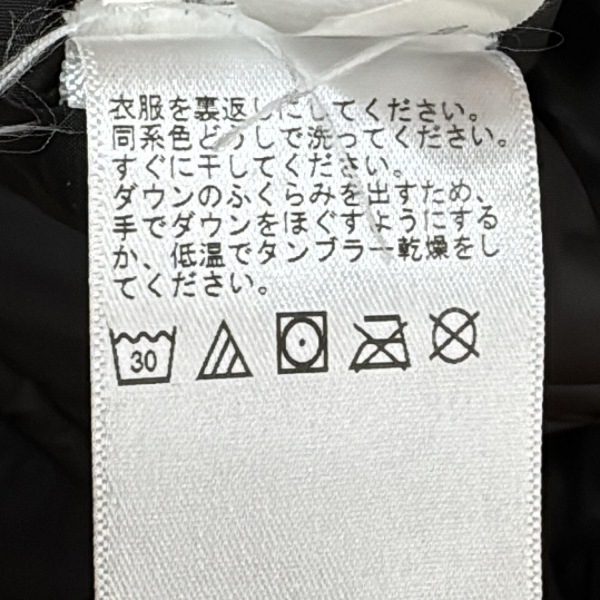 衣服を裏返しにしてください。
同系色どうしで洗ってください。
すぐに干してください。
ダウンのふくらみを出すため、
手でダウンをほぐすようにする
か、低温でタンブラー乾燥をし
てください。
30